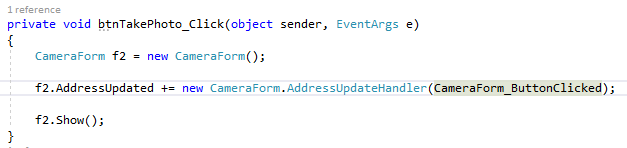 1 reference
private void btnTakePhoto_Click(object sender, EventArgs e)
{
CameraForm f2 = new CameraForm();
f2.AddressUpdated += new CameraForm.AddressUpdateHandler(CameraForm_ButtonClicked);
f2.Show();
}